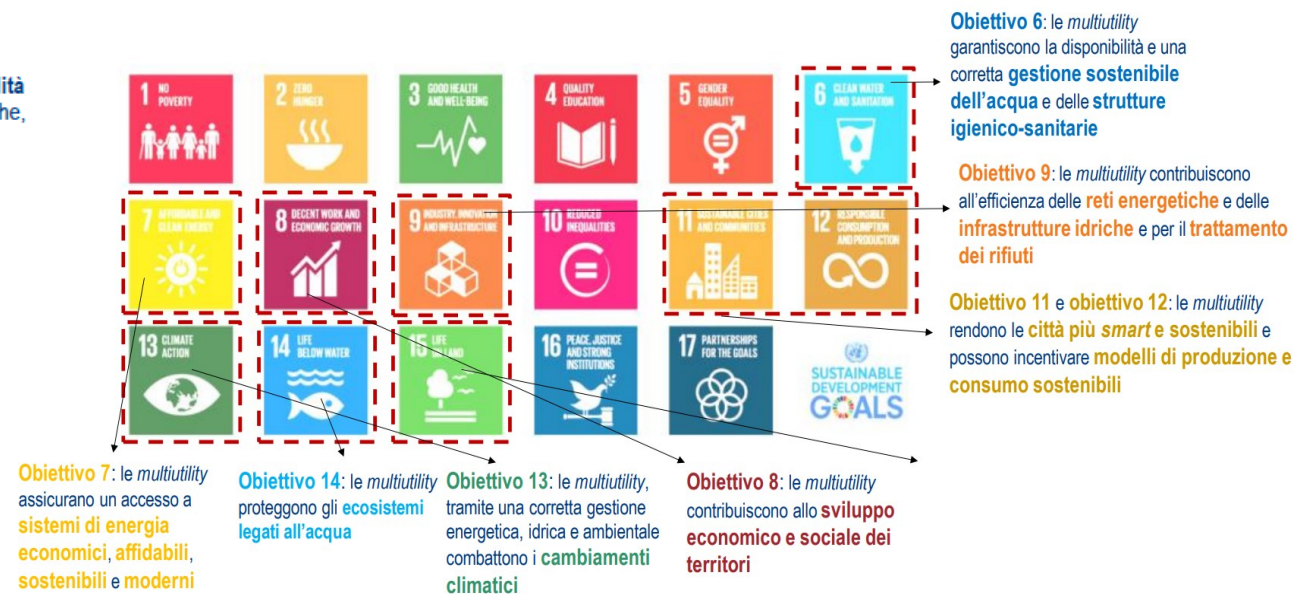 lità
he,
1 NO
POVERTY
2 ZERO
HUNGER
3 GOOD HEALTH
AND WELL-BEING
4 QUALITY
EDUCATION
5 GENDER
EQUALITY
6 CLEAN WATER
AND SANITATION
7 AFFORDABLE AND
CLEAN ENERGY
8 DECENT WORK AND
ECONOMIC GROWTH
9 INDUSTRY, INNOVATION
AND INFRASTRUCTURE
10 REDUCED
INEQUALITIES
11 SUSTAINABLE CITIES
AND COMMUNITIES
12 RESPONSIBLE
CONSUMPTION
AND PRODUCTION
13 CLIMATE
ACTION
14 LIFE
BELOW WATER
15 LIFE
ON LAND
16 PEACE, JUSTICE
AND STRONG
INSTITUTIONS
17 PARTNERSHIPS
FOR THE GOALS
SUSTAINABLE
DEVELOPMENT
GOALS
Obiettivo 6: le multiutility
garantiscono la disponibilità e una
corretta gestione sostenibile
dell'acqua e delle strutture
igienico-sanitarie
Obiettivo 9: le multiutility contribuiscono
all'efficienza delle reti energetiche e delle
infrastrutture idriche e per il trattamento
dei rifiuti
Obiettivo 11 e obiettivo 12: le multiutility
rendono le città più smart e sostenibili e
possono incentivare modelli di produzione e
consumo sostenibili
Obiettivo 7: le multiutility
assicurano un accesso a
sistemi di energia
economici, affidabili,
sostenibili e moderni
Obiettivo 14: le multiutility
proteggono gli ecosistemi
legati all'acqua
Obiettivo 13: le multiutility,
tramite una corretta gestione
energetica, idrica e ambientale
combattono i cambiamenti
climatici
Obiettivo 8: le multiutility
contribuiscono allo sviluppo
economico e sociale dei
territori